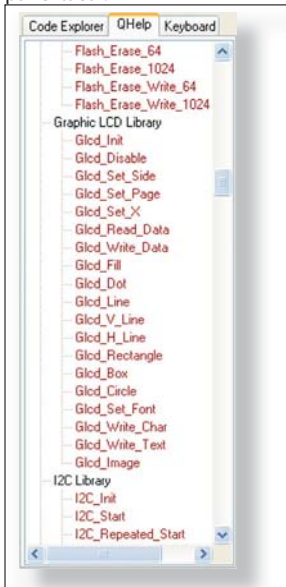 Code Explorer QHelp Keyboard
Flash_Erase_64
Flash_Erase_1024
Flash_Erase_Write_64
Flash_Erase_Write_1024
Graphic LCD Library
Glcd_Init
Glcd_Disable
Glcd_Set_Side
Glcd_Set_Page
Glcd_Set_X
Glcd_Read_Data
Glcd_Write_Data
Glcd_Fill
Glcd_Dot
Glcd_Line
Glcd_V_Line
Glcd_H_Line
Glcd_Rectangle
Glcd_Box
Glcd_Circle
Glcd_Set_Font
Glcd_Write_Char
Glcd_Write_Text
Glcd_Image
I2C Library
I2C_Init
I2C_Start
I2C_Repeated_Start